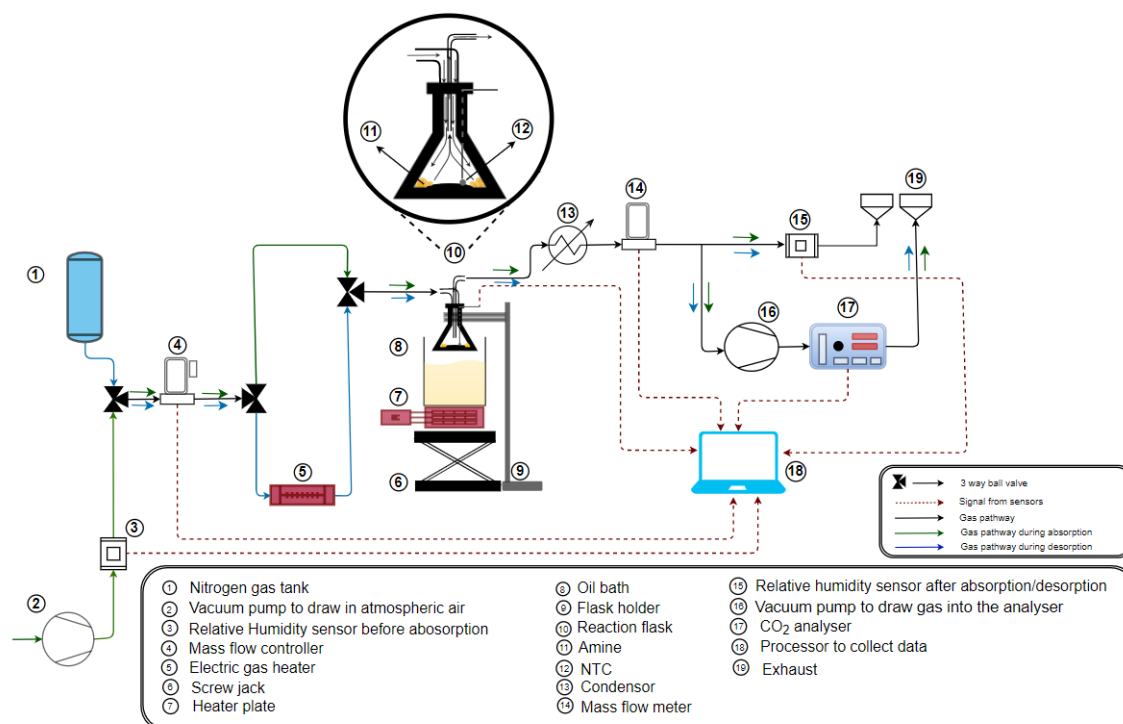 11
12
10
1
2
3
4
5
6
7
8
9
13
14
15
16
17
18
19
3 way ball valve
Signal from sensors
Gas pathway
Gas pathway during absorption
Gas pathway during desorption
1 Nitrogen gas tank
2 Vacuum pump to draw in atmospheric air
3 Relative Humidity sensor before abosorption
4 Mass flow controller
5 Electric gas heater
6 Screw jack
7 Heater plate
8 Oil bath
9 Flask holder
10 Reaction flask
11 Amine
12 NTC
13 Condensor
14 Mass flow meter
15 Relative humidity sensor after absorption/desorption
16 Vacuum pump to draw gas into the analyser
17 CO2 analyser
18 Processor to collect data
19 Exhaust